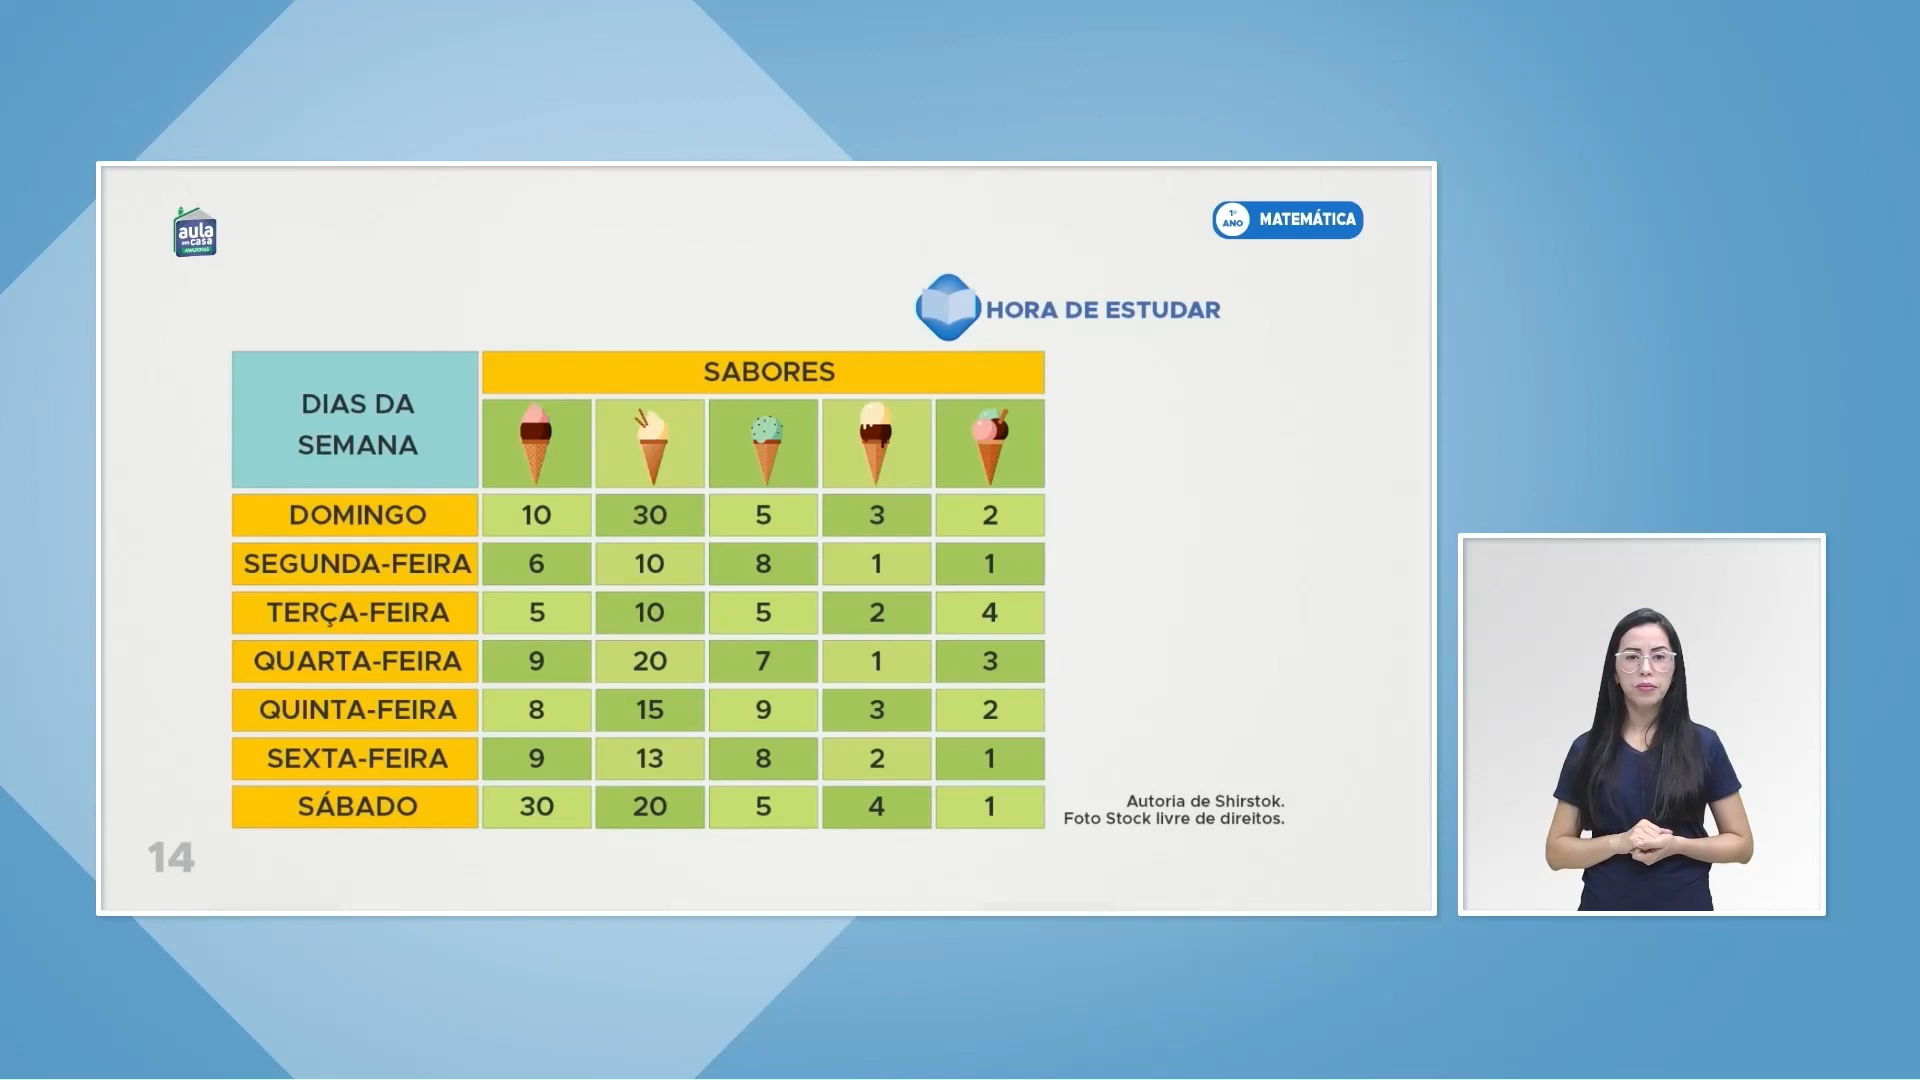 aula
em casa
AMAZONAS
1º
ANO
MATEMÁTICA
HORA DE ESTUDAR
DIAS DA
SEMANA
SABORES
DOMINGO 10 30 5 3 2
SEGUNDA-FEIRA 6 10 8 1 1
TERÇA-FEIRA 5 10 5 2 4
QUARTA-FEIRA 9 20 7 1 3
QUINTA-FEIRA 8 15 9 3 2
SEXTA-FEIRA 9 13 8 2 1
SÁBADO 30 20 5 4 1
Autoria de Shirstok.
Foto Stock livre de direitos.
14